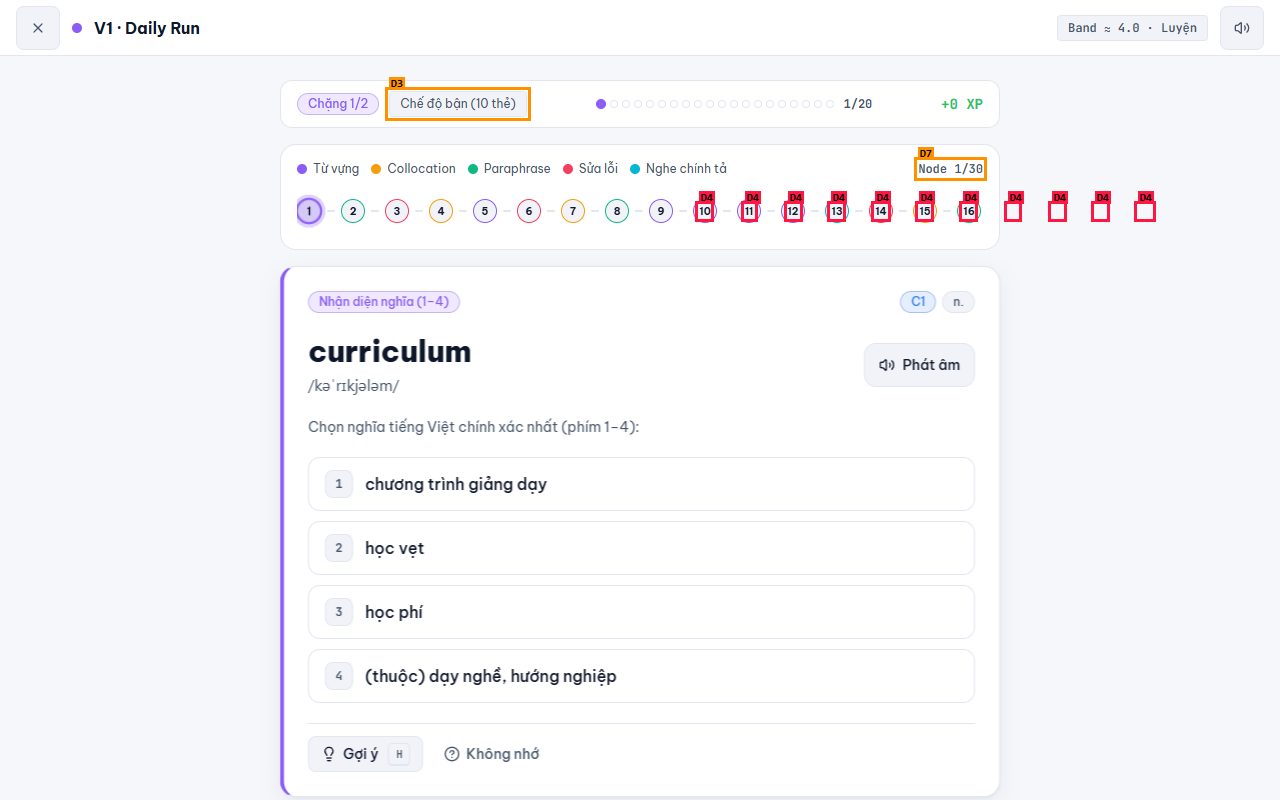 V1 · Daily Run
Band ≈ 4.0 · Luyện
D3
Chặng 1/2
Chế độ bận (10 thẻ)
1/20
+0 XP
Từ vựng
Collocation
Paraphrase
Sửa lỗi
Nghe chính tả
D7
Node 1/30
D4 D4 D4 D4 D4 D4 D4 D4 D4 D4 D4
1 2 3 4 5 6 7 8 9 10 11 12 13 14 15 16
Nhận diện nghĩa (1–4)
C1
n.
curriculum
/kəˈrɪkjələm/
Phát âm
Chọn nghĩa tiếng Việt chính xác nhất (phím 1–4):
1 chương trình giảng dạy
2 học vẹt
3 học phí
4 (thuộc) dạy nghề, hướng nghiệp
Gợi ý H
Không nhớ